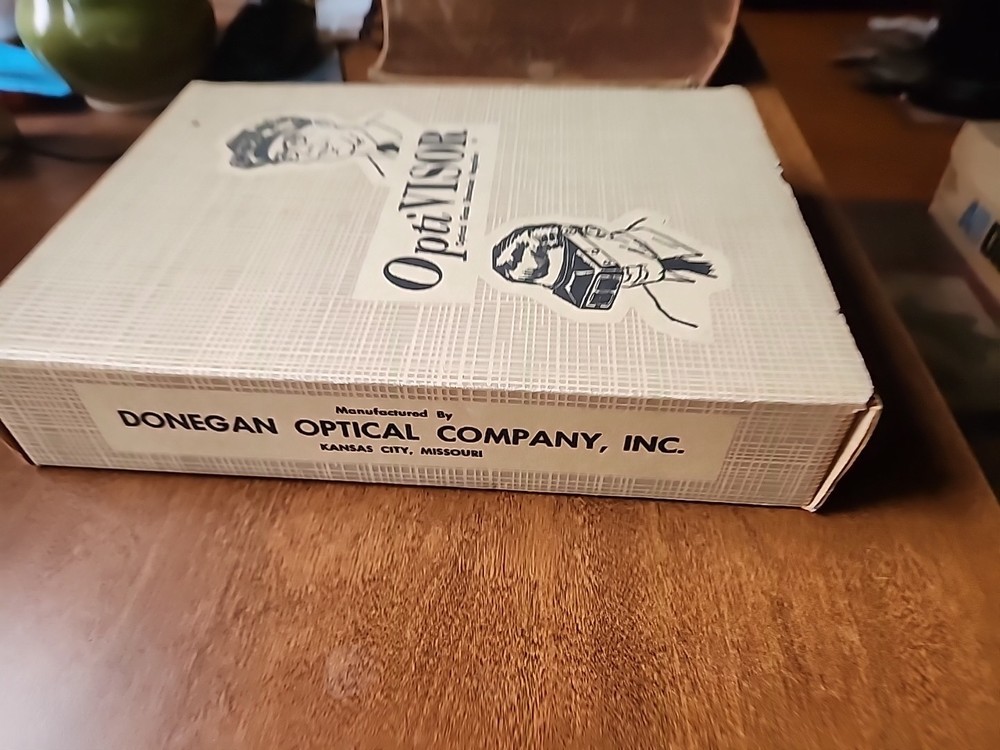 OptiVISOR
Manufactured By
DONEGAN OPTICAL COMPANY, INC.
KANSAS CITY, MISSOURI